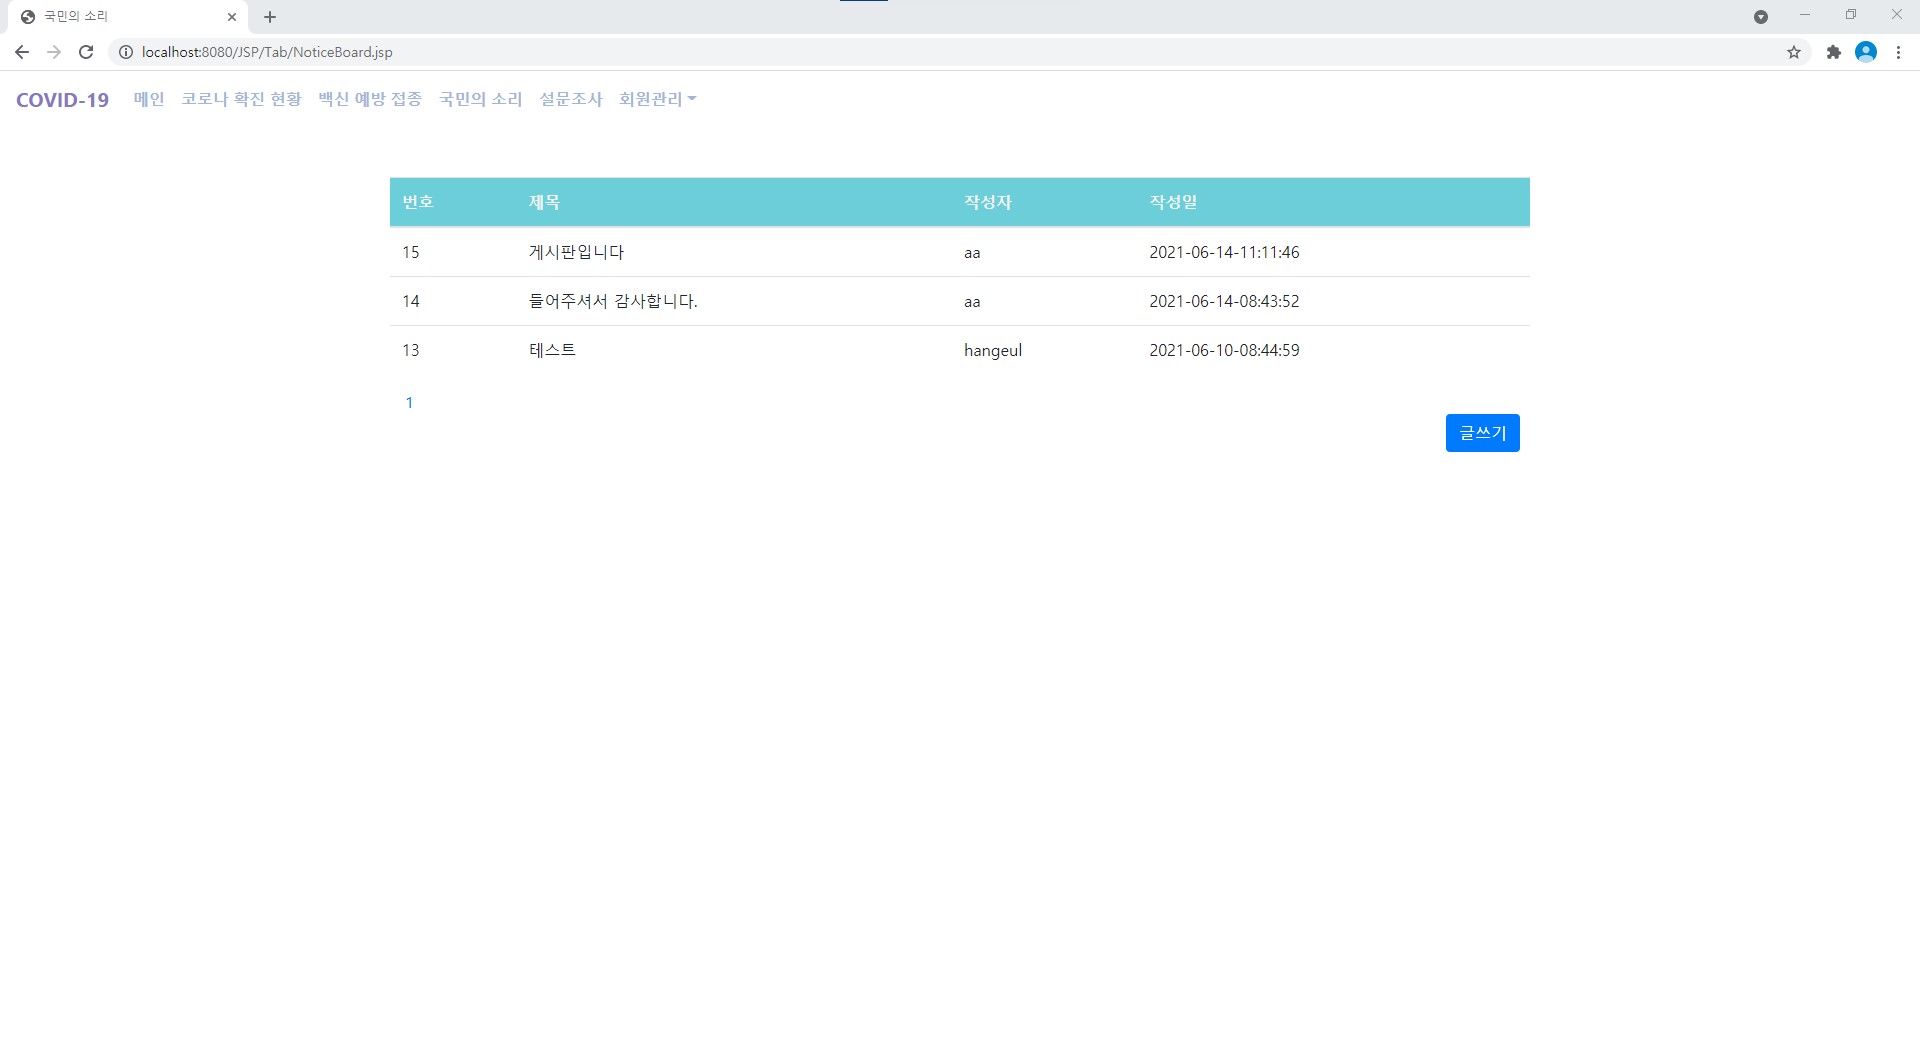 국민의 소리
localhost:8080/JSP/Tab/NoticeBoard.jsp
COVID-19 메인 코로나 확진 현황 백신 예방 접종 국민의 소리 설문조사 회원관리
번호 제목 작성자 작성일
15 게시판입니다 aa 2021-06-14-11:11:46
14 들어주셔서 감사합니다. aa 2021-06-14-08:43:52
13 테스트 hangeul 2021-06-10-08:44:59
1
글쓰기